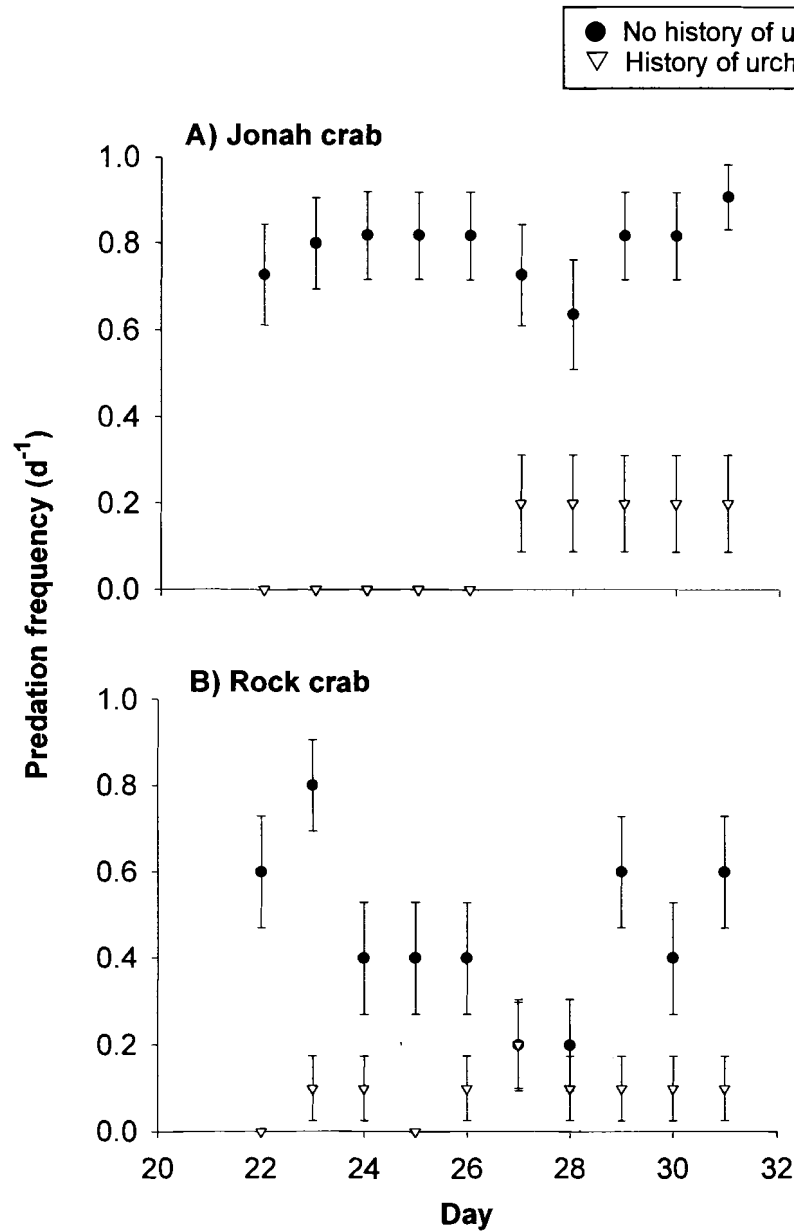 No history of u
History of urch
A) Jonah crab
1.0
0.8
0.6
0.4
0.2
0.0
B) Rock crab
1.0
0.8
0.6
0.4
0.2
0.0
20 22 24 26 28 30 32
Day
Predation frequency (d⁻¹)